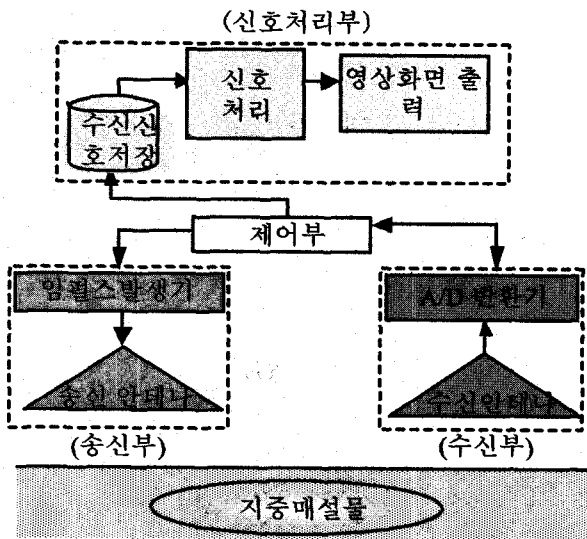 (신호처리부)
신호
처리
영상화면 출
력
수신신
호저장
제어부
임펄스발생기
A/D 변환기
송신 안테나
수신안테나
(송신부)
(수신부)
지중매설물